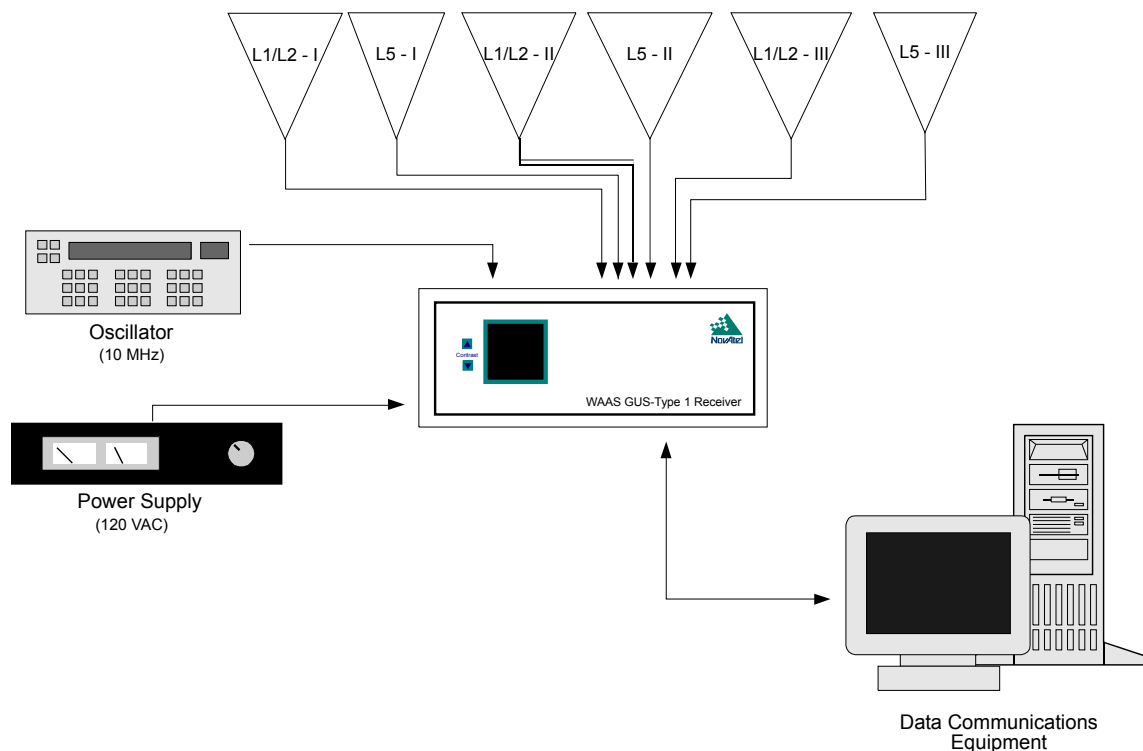 L1/L2 - I
L5 - I
L1/L2 - II
L5 - II
L1/L2 - III
L5 - III
Oscillator
(10 MHz)
Contrast
NovAtel
WAAS GUS-Type 1 Receiver
Power Supply
(120 VAC)
Data Communications
Equipment